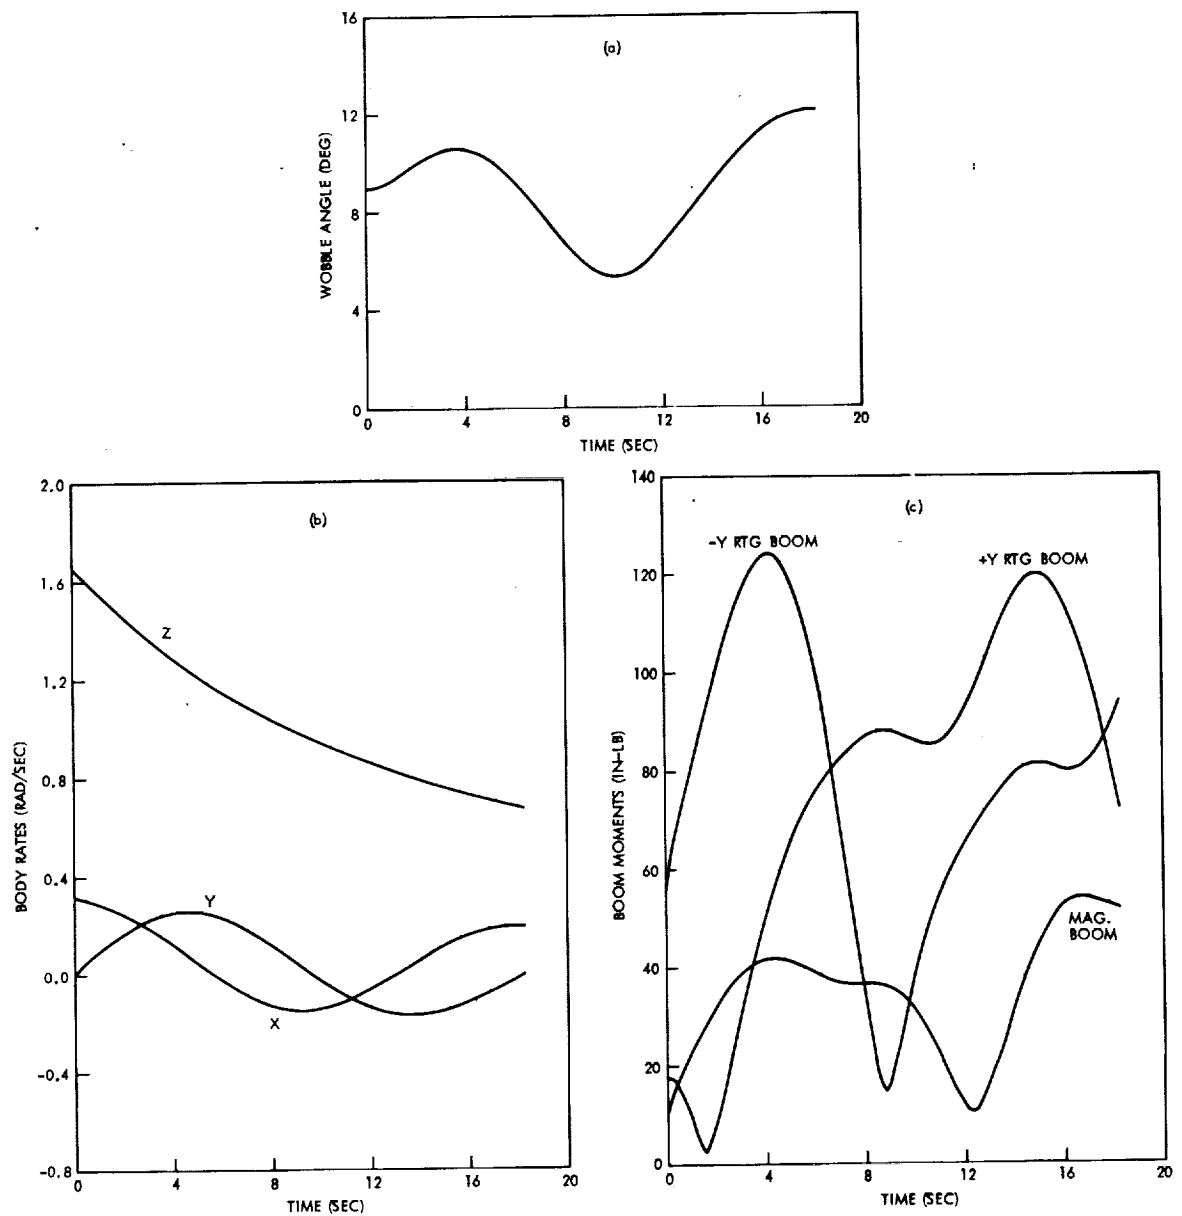 (a)
16
12
8
4
0
WOBBLE ANGLE (DEG)
0 4 8 12 16 20
TIME (SEC)
(b)
2.0
1.6
1.2
0.8
0.4
0.0
-0.4
-0.8
BODY RATES (RAD/SEC)
Z
Y
X
0 4 8 12 16 20
TIME (SEC)
(c)
140
120
100
80
60
40
20
0
BOOM MOMENTS (IN-LB)
-Y RTG BOOM
+Y RTG BOOM
MAG.
BOOM
0 4 8 12 16 20
TIME (SEC)